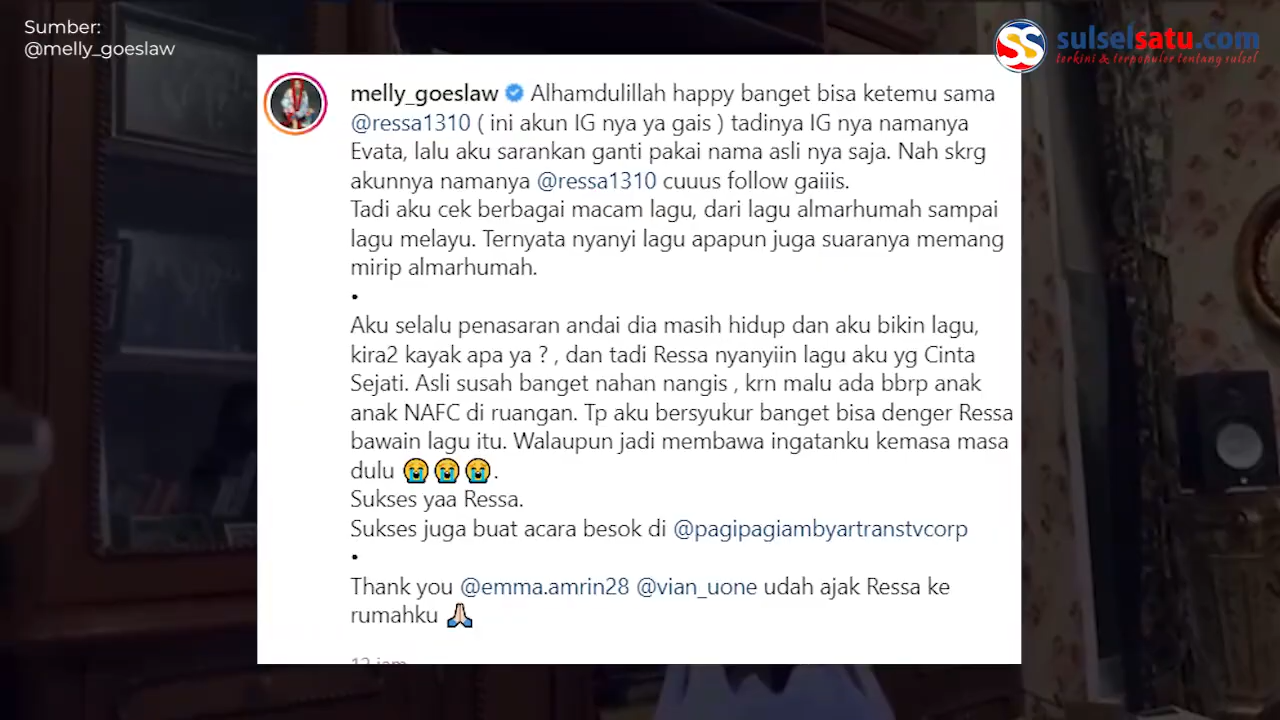 Sumber:
@melly_goeslaw
sulselsatu.com
terkini & terpopuler tentang sulsel
melly_goeslaw Alhamdulillah happy banget bisa ketemu sama
@ressa1310 ( ini akun IG nya ya gais ) tadinya IG nya namanya
Evata, lalu aku sarankan ganti pakai nama asli nya saja. Nah skrg
akunnya namanya @ressa1310 cuuus follow gaiiis.
Tadi aku cek berbagai macam lagu, dari lagu almarhumah sampai
lagu melayu. Ternyata nyanyi lagu apapun juga suaranya memang
mirip almarhumah.
•
Aku selalu penasaran andai dia masih hidup dan aku bikin lagu,
kira2 kayak apa ya ? , dan tadi Ressa nyanyiin lagu aku yg Cinta
Sejati. Asli susah banget nahan nangis , krn malu ada bbrp anak
anak NAFC di ruangan. Tp aku bersyukur banget bisa denger Ressa
bawain lagu itu. Walaupun jadi membawa ingatanku kemasa masa
dulu 😭😭😭.
Sukses yaa Ressa.
Sukses juga buat acara besok di @pagipagiambyartranstvcorp
•
Thank you @emma.amrin28 @vian_uone udah ajak Ressa ke
rumahku 🙏🏻
12 jam